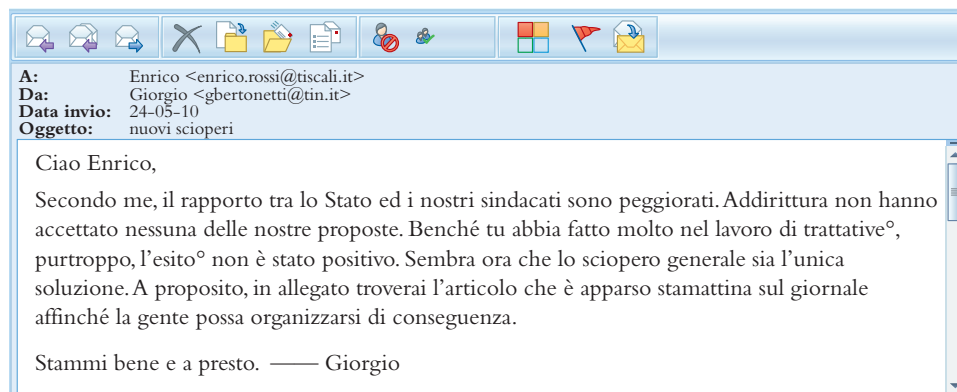 A: Enrico <enrico.rossi@tiscali.it>
Da: Giorgio <gbertonetti@tin.it>
Data invio: 24-05-10
Oggetto: nuovi scioperi
Ciao Enrico,
Secondo me, il rapporto tra lo Stato ed i nostri sindacati sono peggiorati. Addirittura non hanno
accettato nessuna delle nostre proposte. Benché tu abbia fatto molto nel lavoro di trattative°,
purtroppo, l'esito° non è stato positivo. Sembra ora che lo sciopero generale sia l'unica
soluzione. A proposito, in allegato troverai l'articolo che è apparso stamattina sul giornale
affinché la gente possa organizzarsi di conseguenza.
Stammi bene e a presto. —— Giorgio